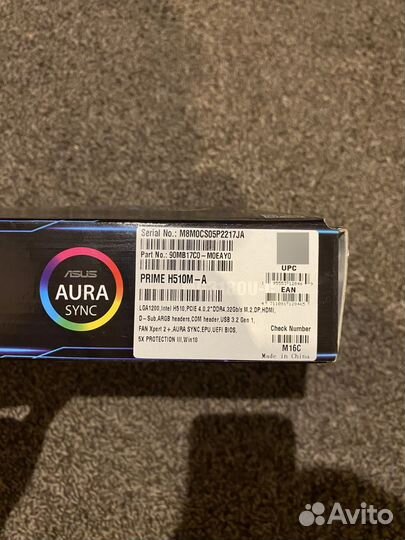 Serial No.: M8M0CS05P2217JA
Part No.: 90MB17C0-M0EAY0
PRIME H510M-A
LGA1200,Intel H510,PCIE 4.0,2*DDR4,32Gb/s M.2,DP,HDMI,
D-Sub,ARGB headers,COM header,USB 3.2 Gen 1,
FAN Xpert 2+,AURA SYNC,EPU,UEFI BIOS,
5X PROTECTION III,Win10
UPC
EAN
Check Number
M16C
Made in China
ASUS
AURA
SYNC
Avito